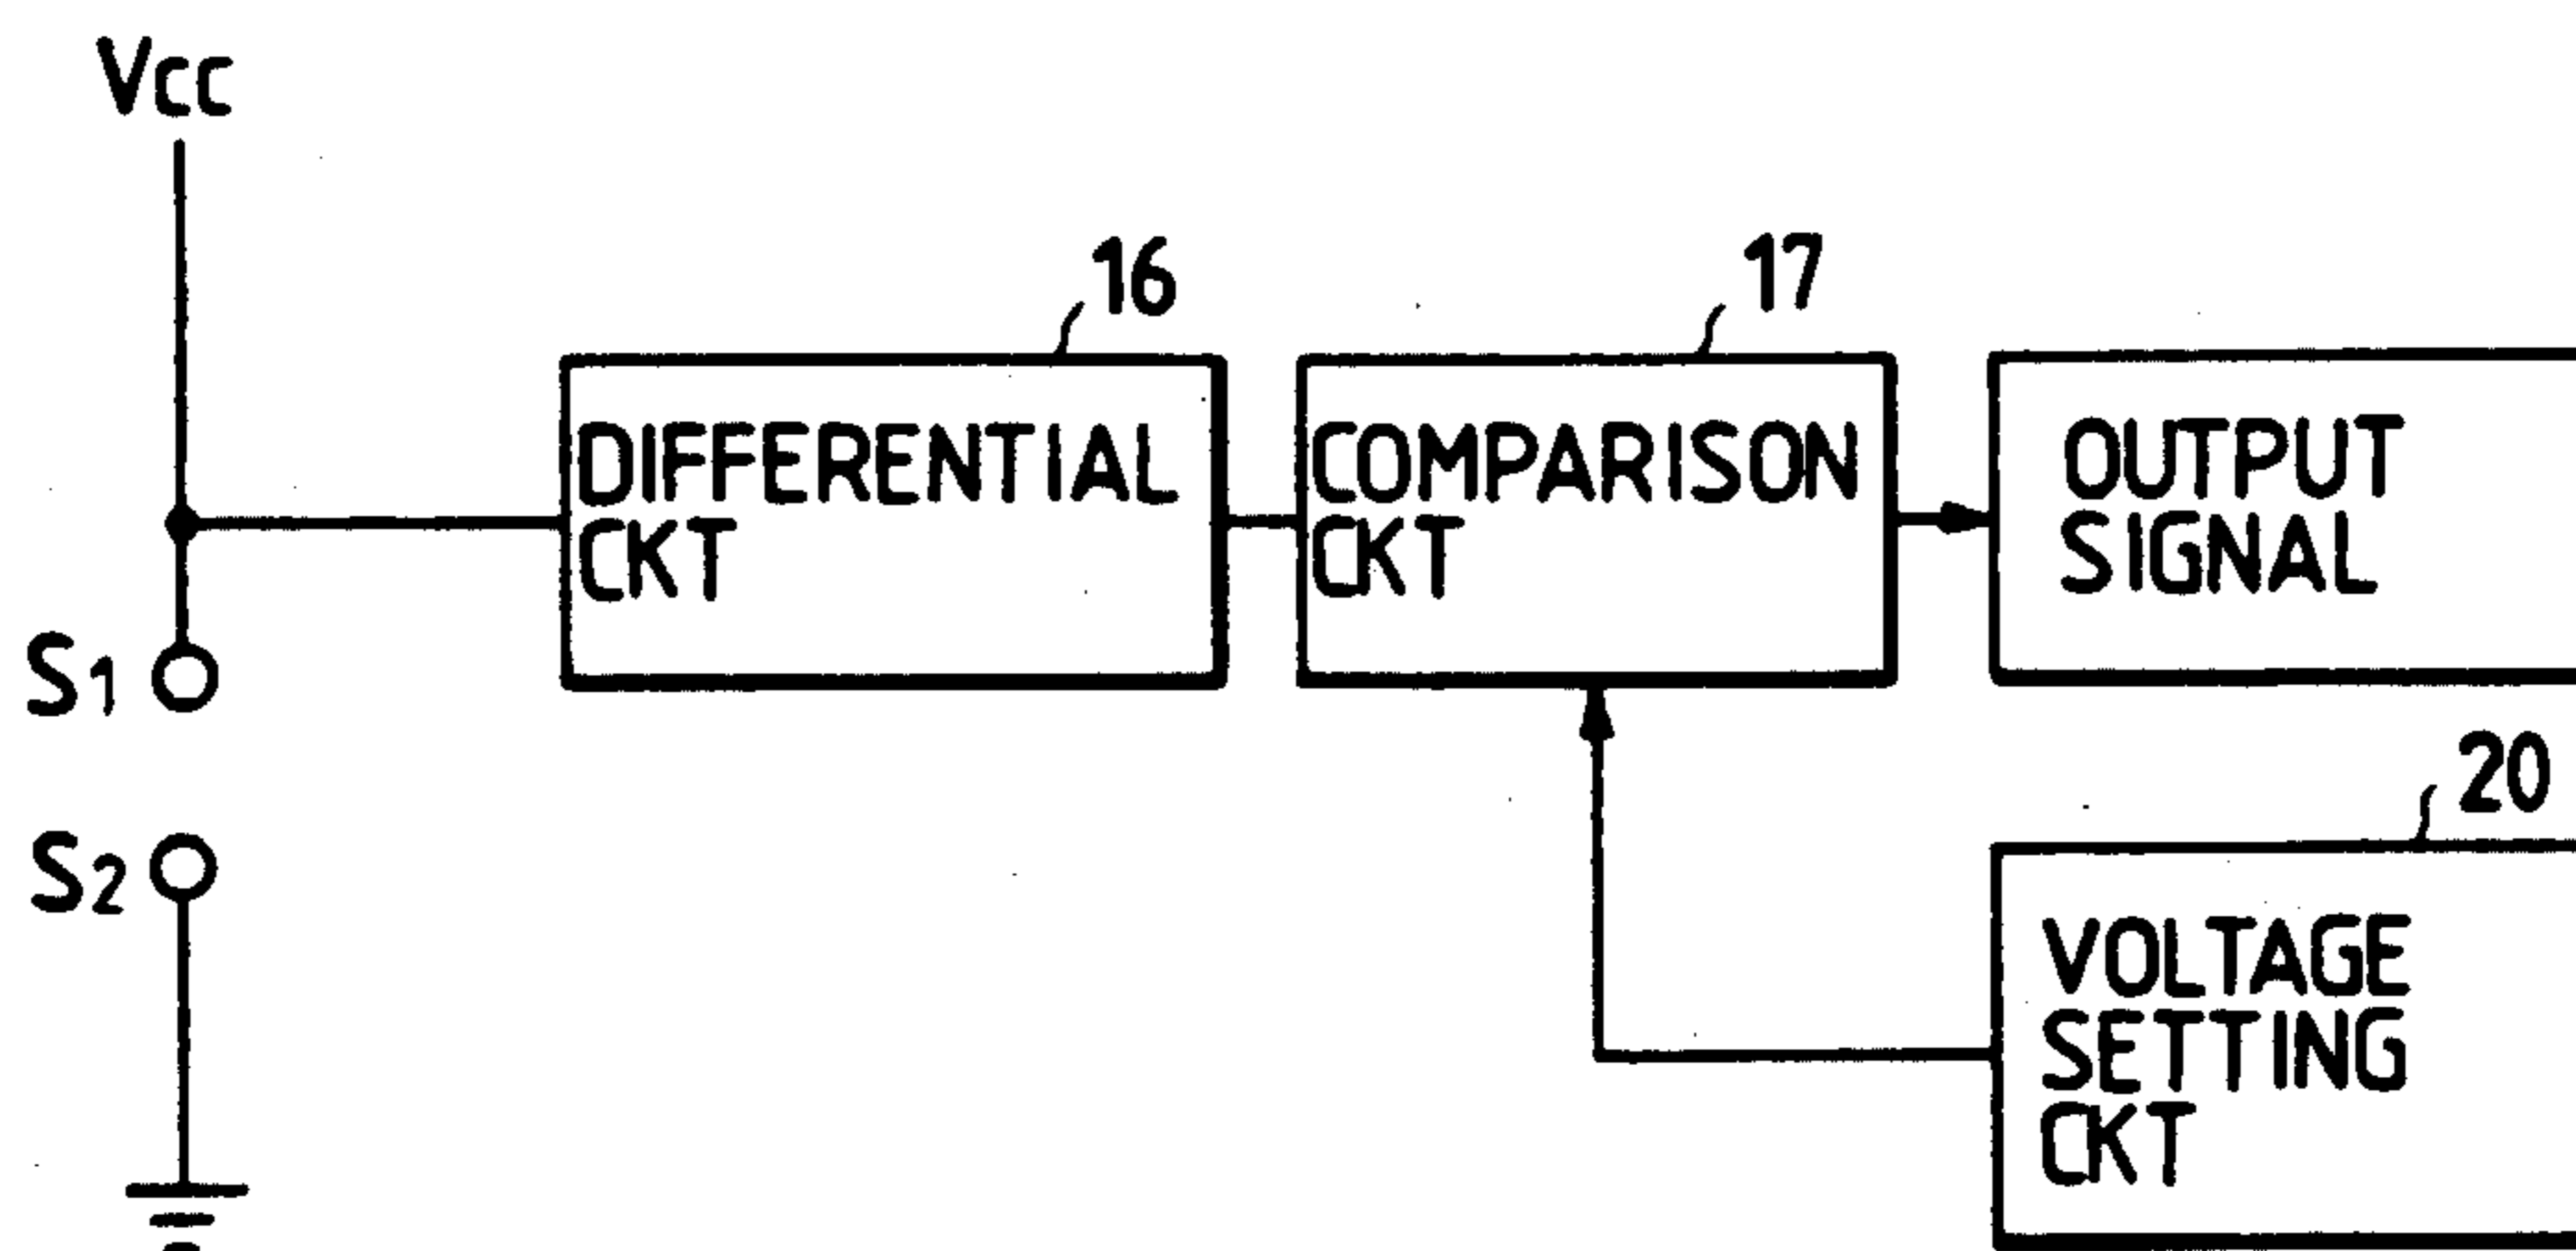 Vcc
16
17
DIFFERENTIAL
CKT
COMPARISON
CKT
OUTPUT
SIGNAL
S1
S2
20
VOLTAGE
SETTING
CKT